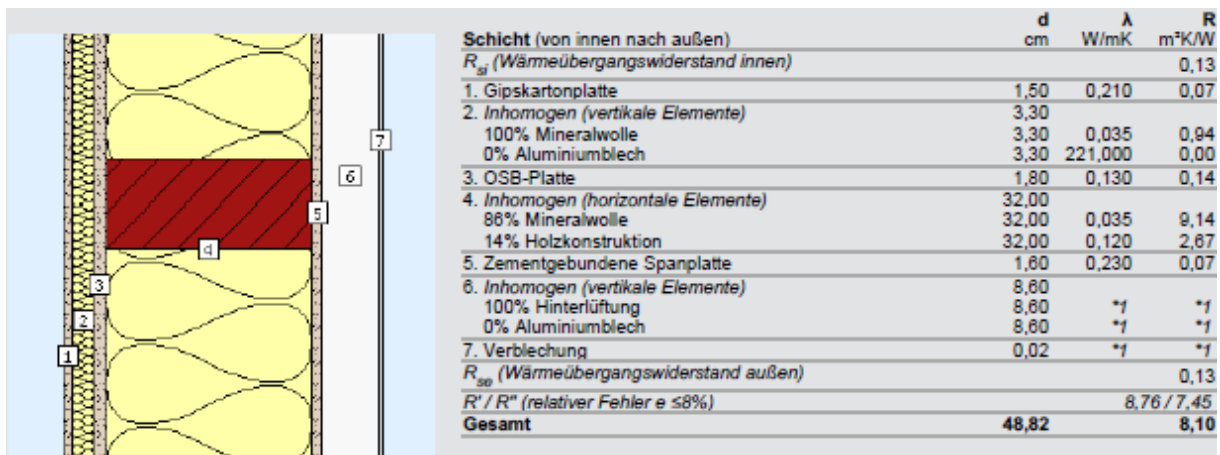 d λ R
Schicht (von innen nach außen) cm W/mK m²K/W
Rsi (Wärmeübergangswiderstand innen) 0,13
1. Gipskartonplatte 1,50 0,210 0,07
2. Inhomogen (vertikale Elemente) 3,30
100% Mineralwolle 3,30 0,035 0,94
0% Aluminiumblech 3,30 221,000 0,00
3. OSB-Platte 1,80 0,130 0,14
4. Inhomogen (horizontale Elemente) 32,00
86% Mineralwolle 32,00 0,035 9,14
14% Holzkonstruktion 32,00 0,120 2,67
5. Zementgebundene Spanplatte 1,60 0,230 0,07
6. Inhomogen (vertikale Elemente) 8,60
100% Hinterlüftung 8,60 *1 *1
0% Aluminiumblech 8,60 *1 *1
7. Verblechung 0,02 *1 *1
Rse (Wärmeübergangswiderstand außen) 0,13
R' / R" (relativer Fehler e ≤8%) 8,76 / 7,45
Gesamt 48,82 8,10
7
6
5
4
3
2
1